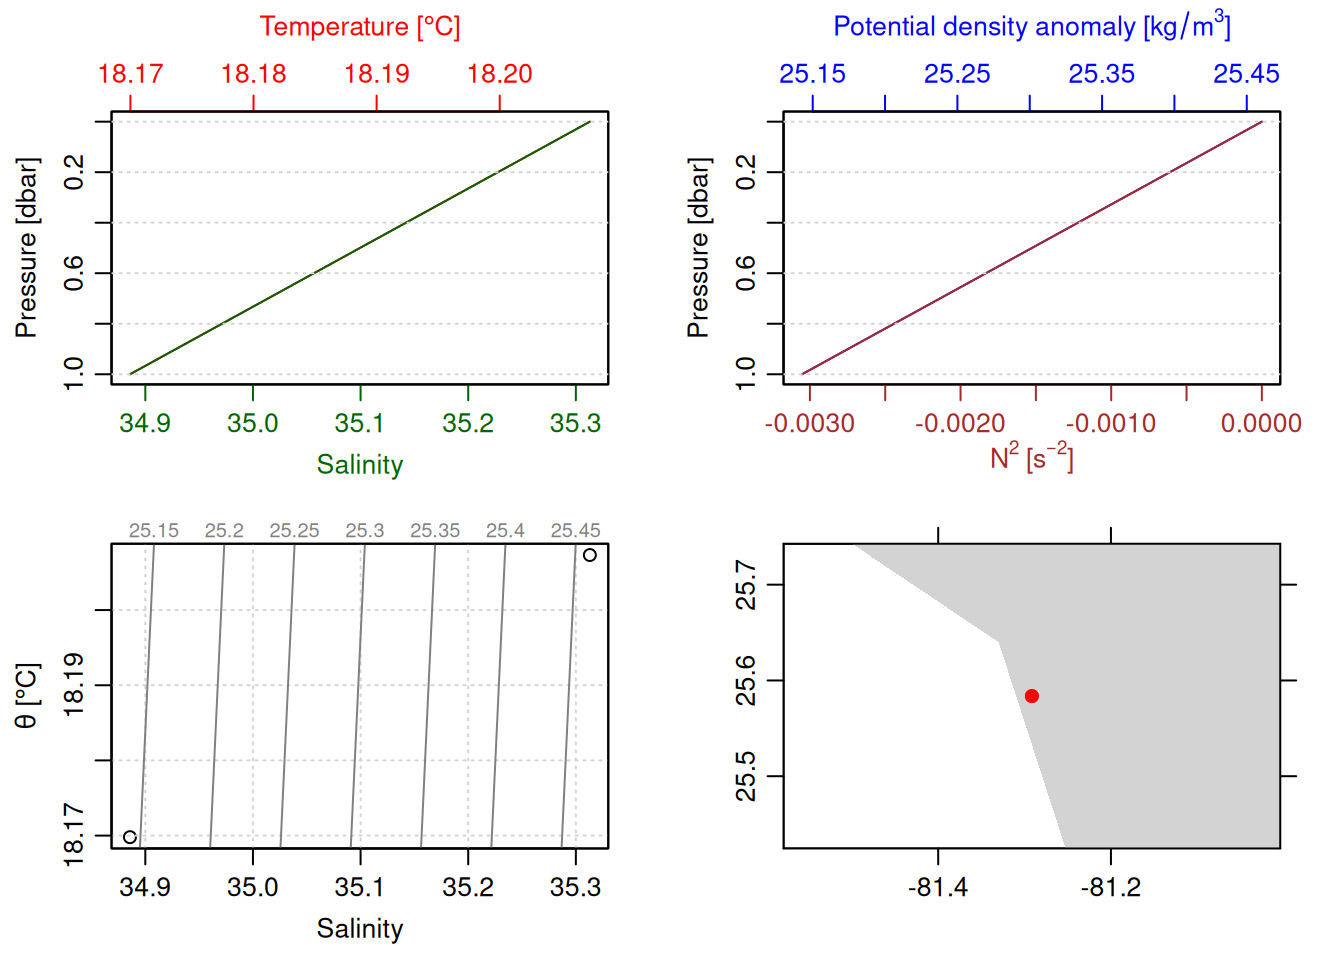 Temperature [°C]
18.17 18.18 18.19 18.20
Pressure [dbar]
0.2
0.6
1.0
34.9 35.0 35.1 35.2 35.3
Salinity
Potential density anomaly [kg/m³]
25.15 25.25 25.35 25.45
Pressure [dbar]
0.2
0.6
1.0
-0.0030 -0.0020 -0.0010 0.0000
N² [s⁻²]
25.15 25.2 25.25 25.3 25.35 25.4 25.45
θ [°C]
18.19
18.17
34.9 35.0 35.1 35.2 35.3
Salinity
25.7
25.6
25.5
-81.4 -81.2